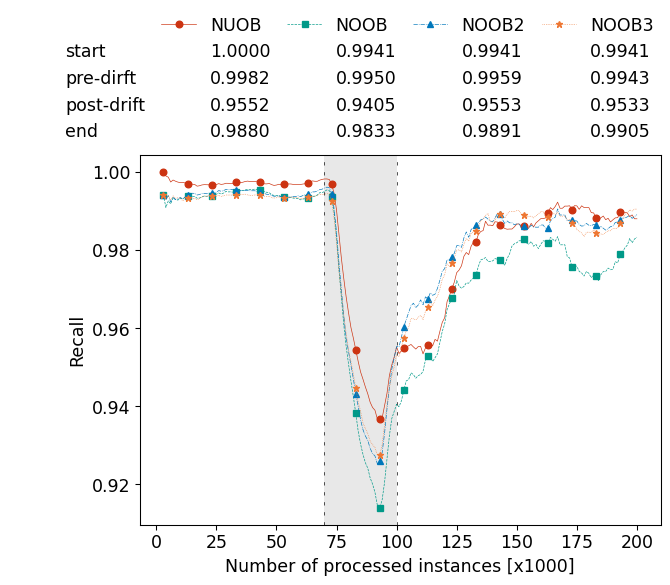 NUOB NOOB NOOB2 NOOB3
start 1.0000 0.9941 0.9941 0.9941
pre-dirft 0.9982 0.9950 0.9959 0.9943
post-drift 0.9552 0.9405 0.9553 0.9533
end 0.9880 0.9833 0.9891 0.9905
1.00
0.98
0.96
0.94
0.92
Recall
0 25 50 75 100 125 150 175 200
Number of processed instances [x1000]